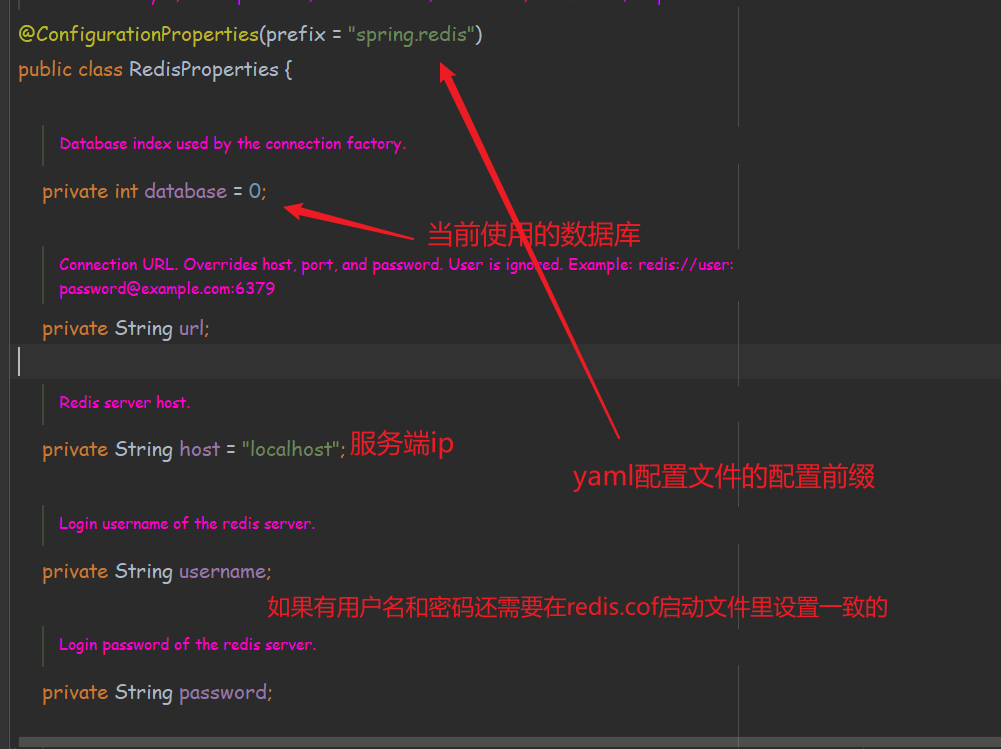 @ConfigurationProperties(prefix = "spring.redis")
public class RedisProperties {
Database index used by the connection factory.
private int database = 0;
当前使用的数据库
Connection URL. Overrides host, port, and password. User is ignored. Example: redis://user:
password@example.com:6379
private String url;
Redis server host.
private String host = "localhost"; 服务端ip
yaml配置文件的配置前缀
Login username of the redis server.
private String username;
如果有用户名和密码还需要在redis.cof启动文件里设置一致的
Login password of the redis server.
private String password;